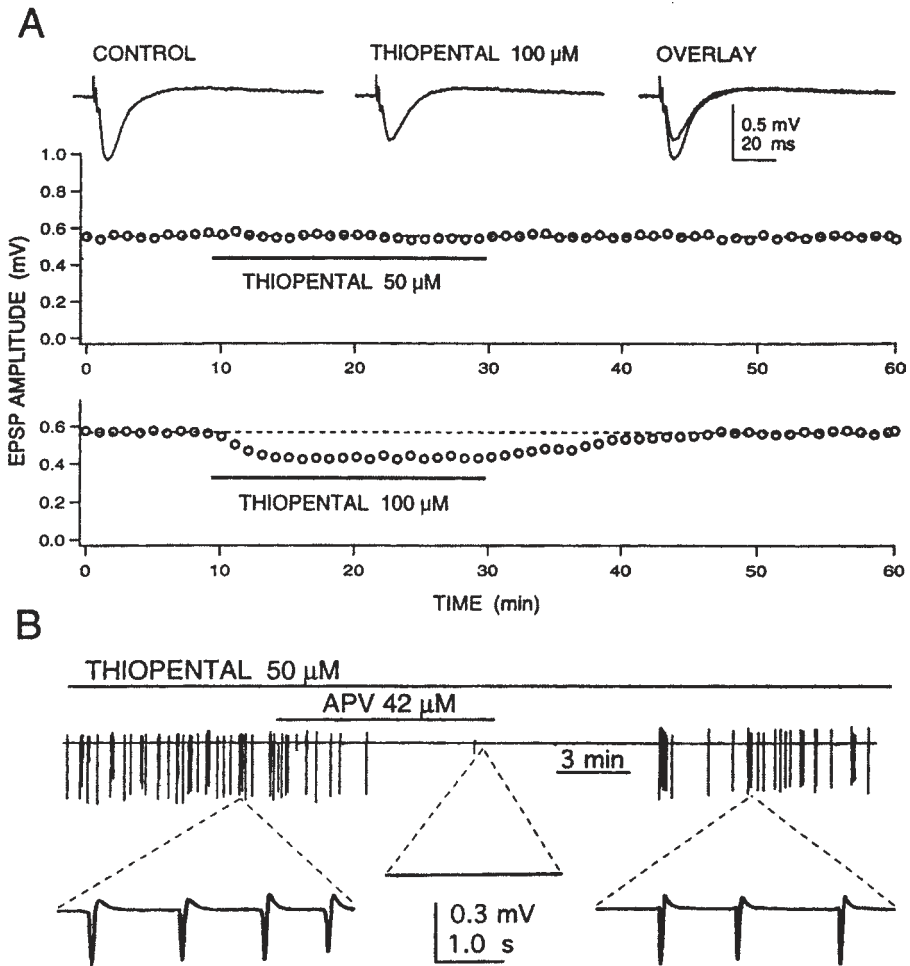 A
CONTROL
THIOPENTAL 100 µM
OVERLAY
0.5 mV
20 ms
EPSP AMPLITUDE (mV)
1.0
0.8
0.6
0.4
0.2
0.0
THIOPENTAL 50 µM
0 10 20 30 40 50 60
0.6
0.4
0.2
0.0
THIOPENTAL 100 µM
0 10 20 30 40 50 60
TIME (min)
B
THIOPENTAL 50 µM
APV 42 µM
3 min
0.3 mV
1.0 s